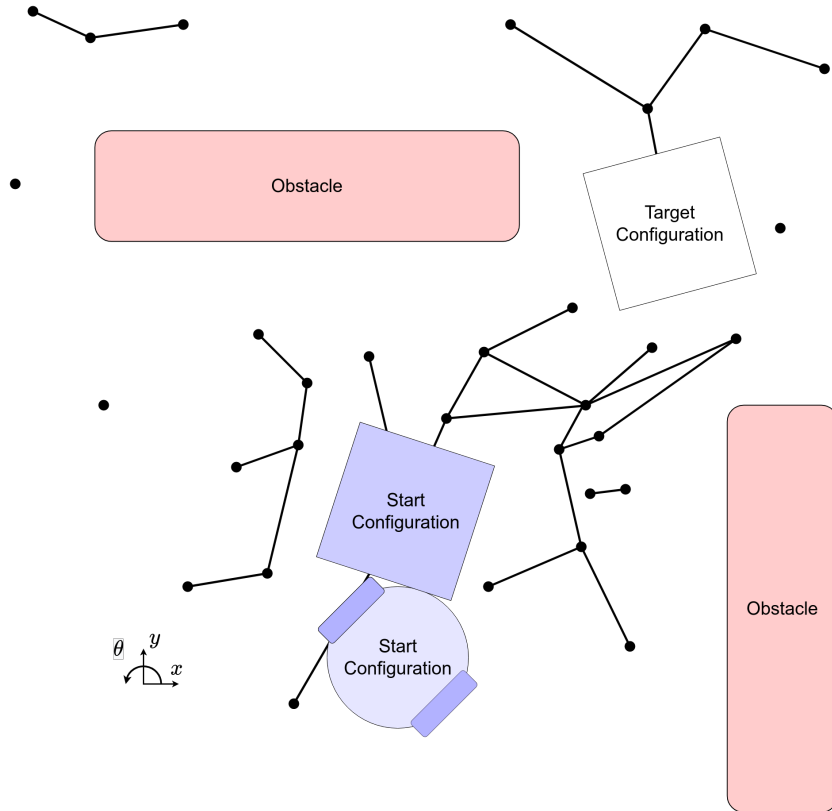 Obstacle
Target
Configuration
Start
Configuration
Obstacle
Start
Configuration
θ
y
x